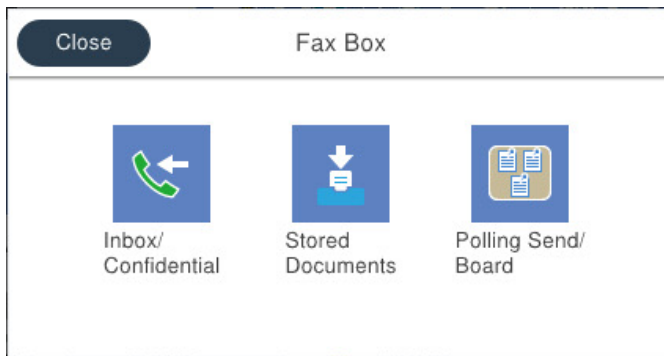 Close
Fax Box
Inbox/
Confidential
Stored
Documents
Polling Send/
Board